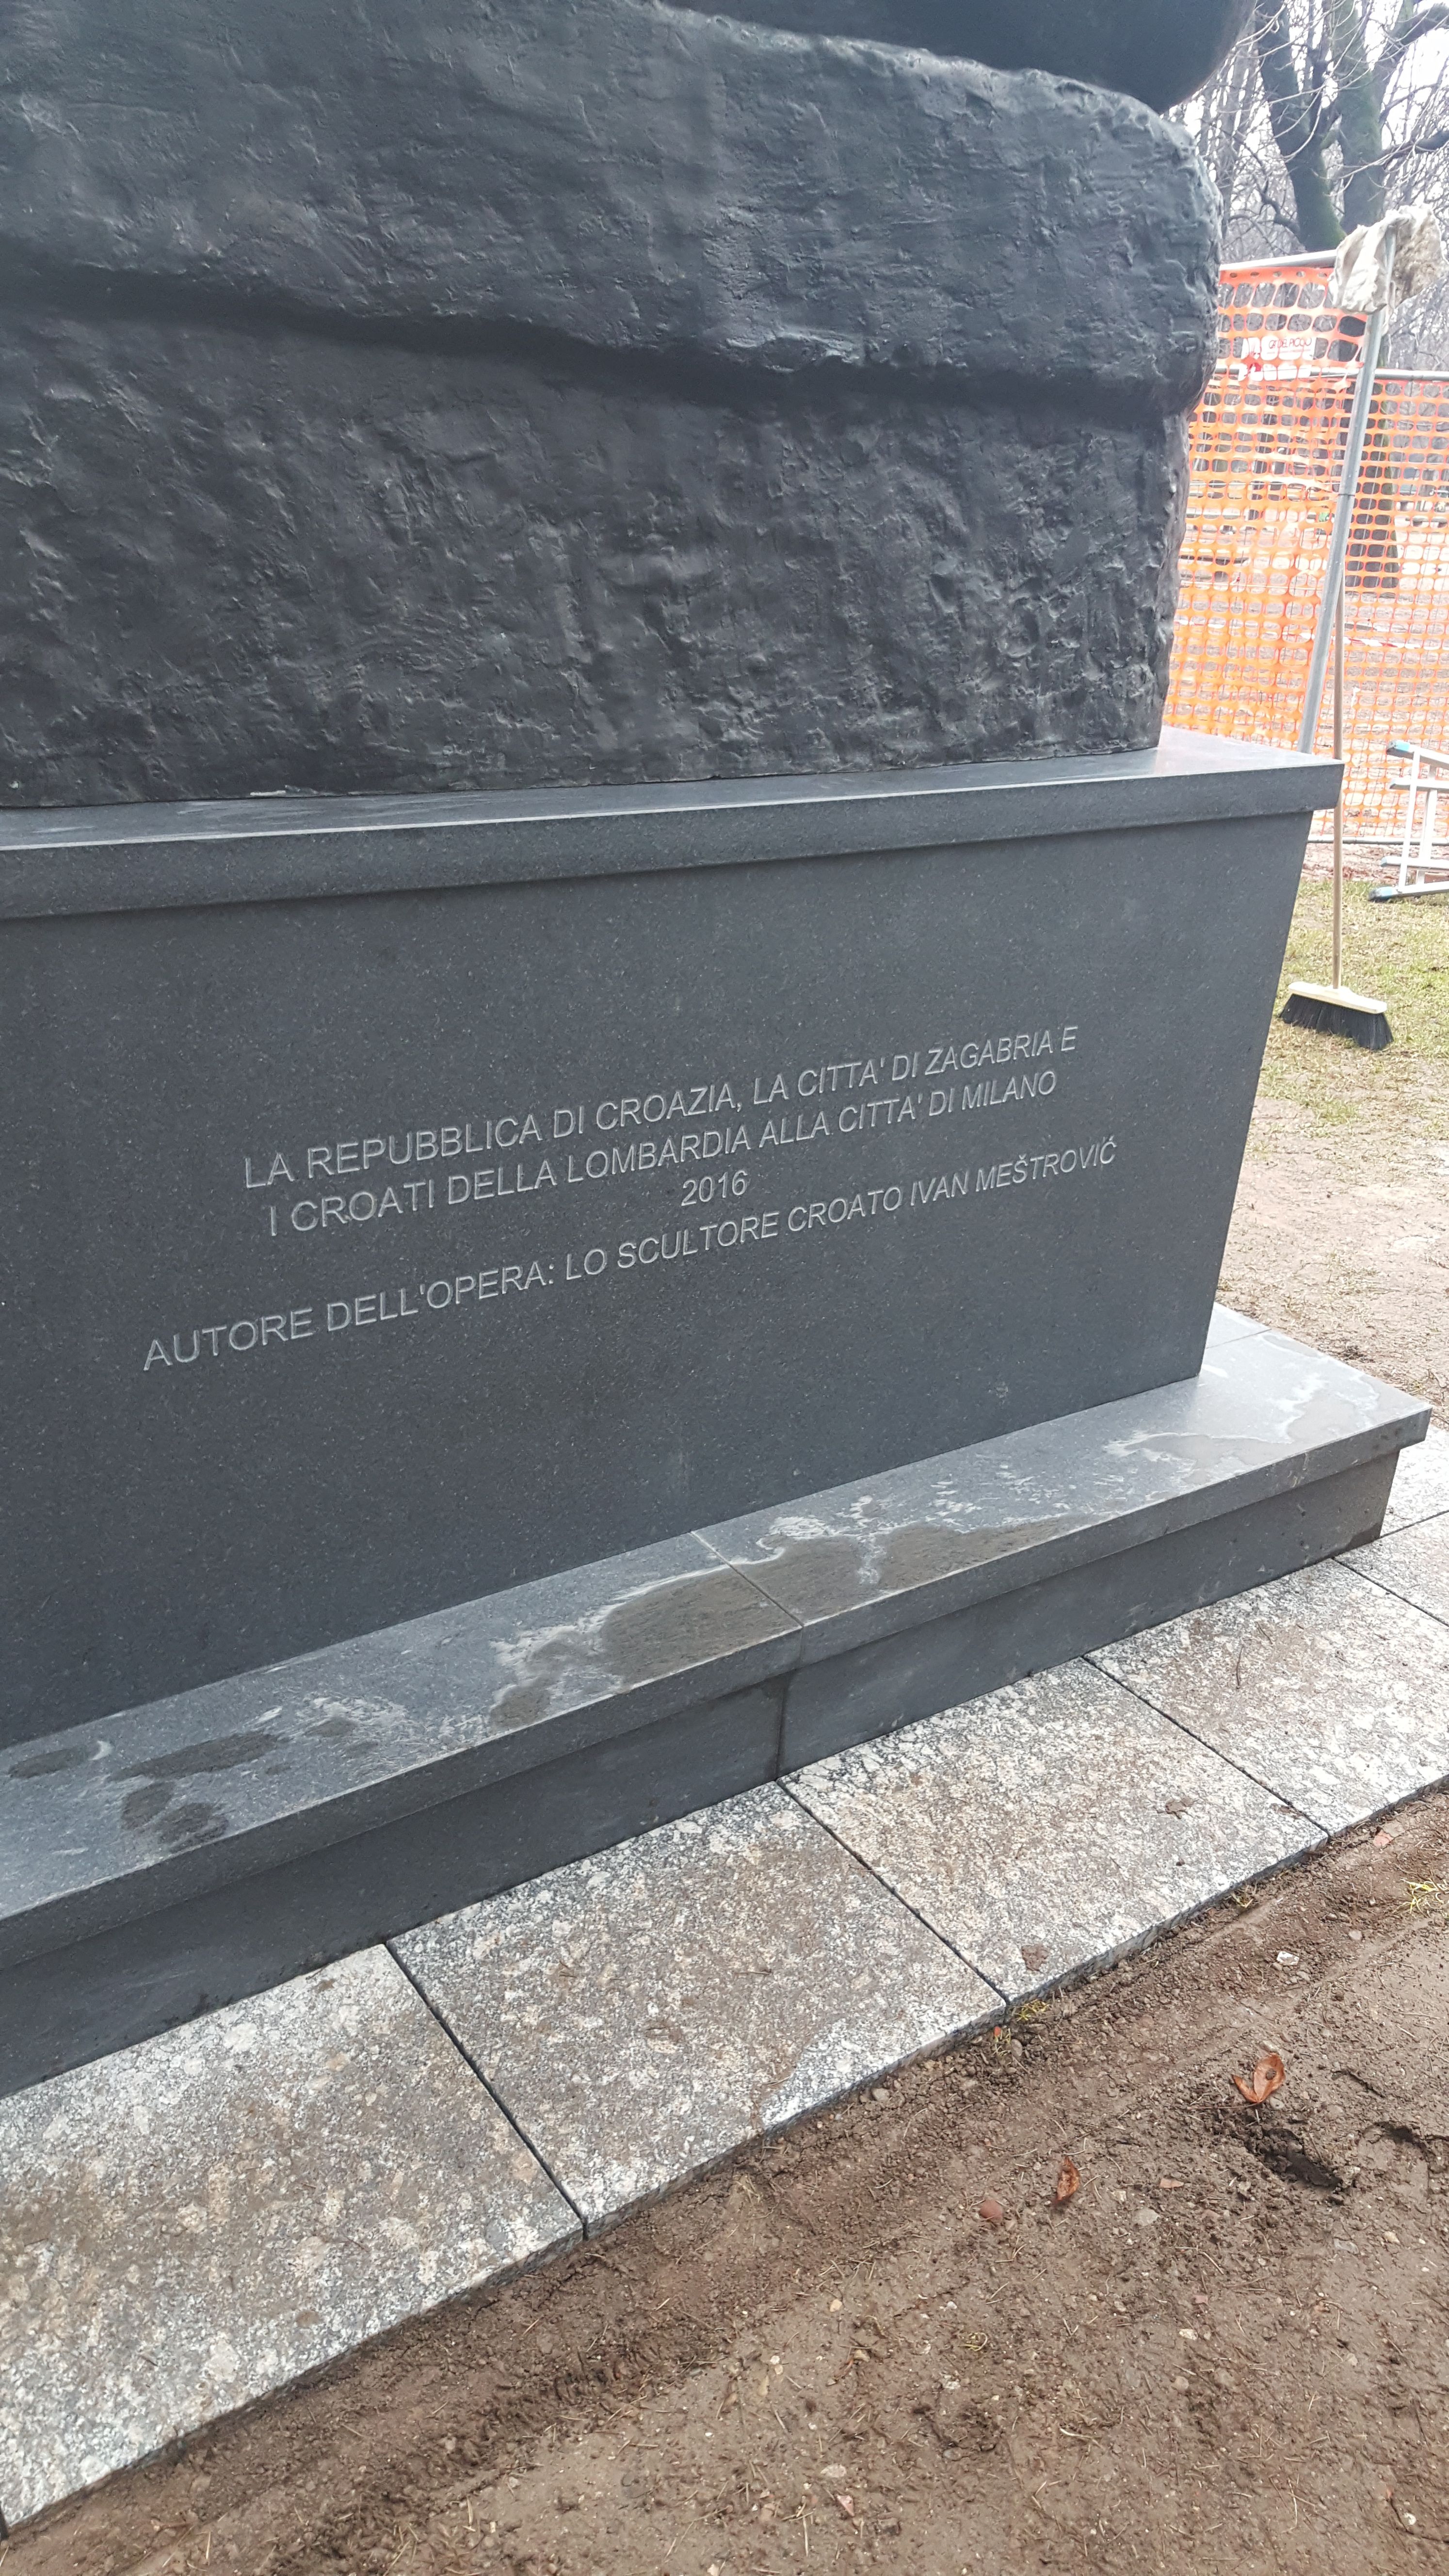 LA REPUBBLICA DI CROAZIA, LA CITTA' DI ZAGABRIA E
I CROATI DELLA LOMBARDIA ALLA CITTA' DI MILANO
2016
AUTORE DELL'OPERA: LO SCULTORE CROATO IVAN MEŠTROVIĆ